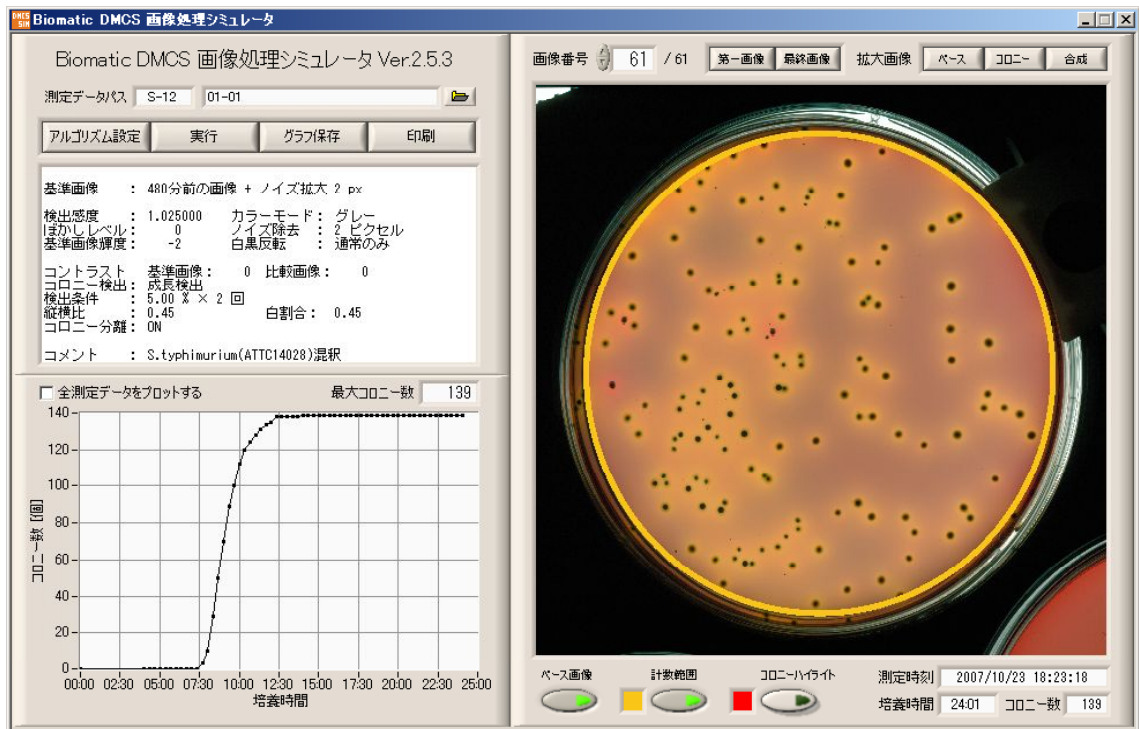 DMCS SIM Biomatic DMCS 画像処理シミュレータ
Biomatic DMCS 画像処理シミュレータ Ver.2.5.3
測定データパス S-12 01-01
アルゴリズム設定 実行 グラフ保存 印刷
基準画像 : 480分前の画像 + ノイズ拡大 2 px
検出感度 : 1.025000 カラーモード: グレー
ぼかしレベル: 0 ノイズ除去 : 2 ピクセル
基準画像輝度: -2 白黒反転 : 通常のみ
コントラスト 基準画像: 0 比較画像: 0
コロニー検出: 成長検出
検出条件 : 5.00 % × 2 回
縦横比 : 0.45 白割合: 0.45
コロニー分離: ON
コメント : S.typhimurium(ATTC14028)混釈
全測定データをプロットする 最大コロニー数 139
140
120
100
80
60
40
20
0
コロニー数 [個]
00:00 02:30 05:00 07:30 10:00 12:30 15:00 17:30 20:00 22:30 25:00
培養時間
画像番号 61 / 61 第一画像 最終画像 拡大画像 ベース コロニー 合成
ベース画像 計数範囲 コロニーハイライト
測定時刻 2007/10/23 18:23:18
培養時間 24:01 コロニー数 139